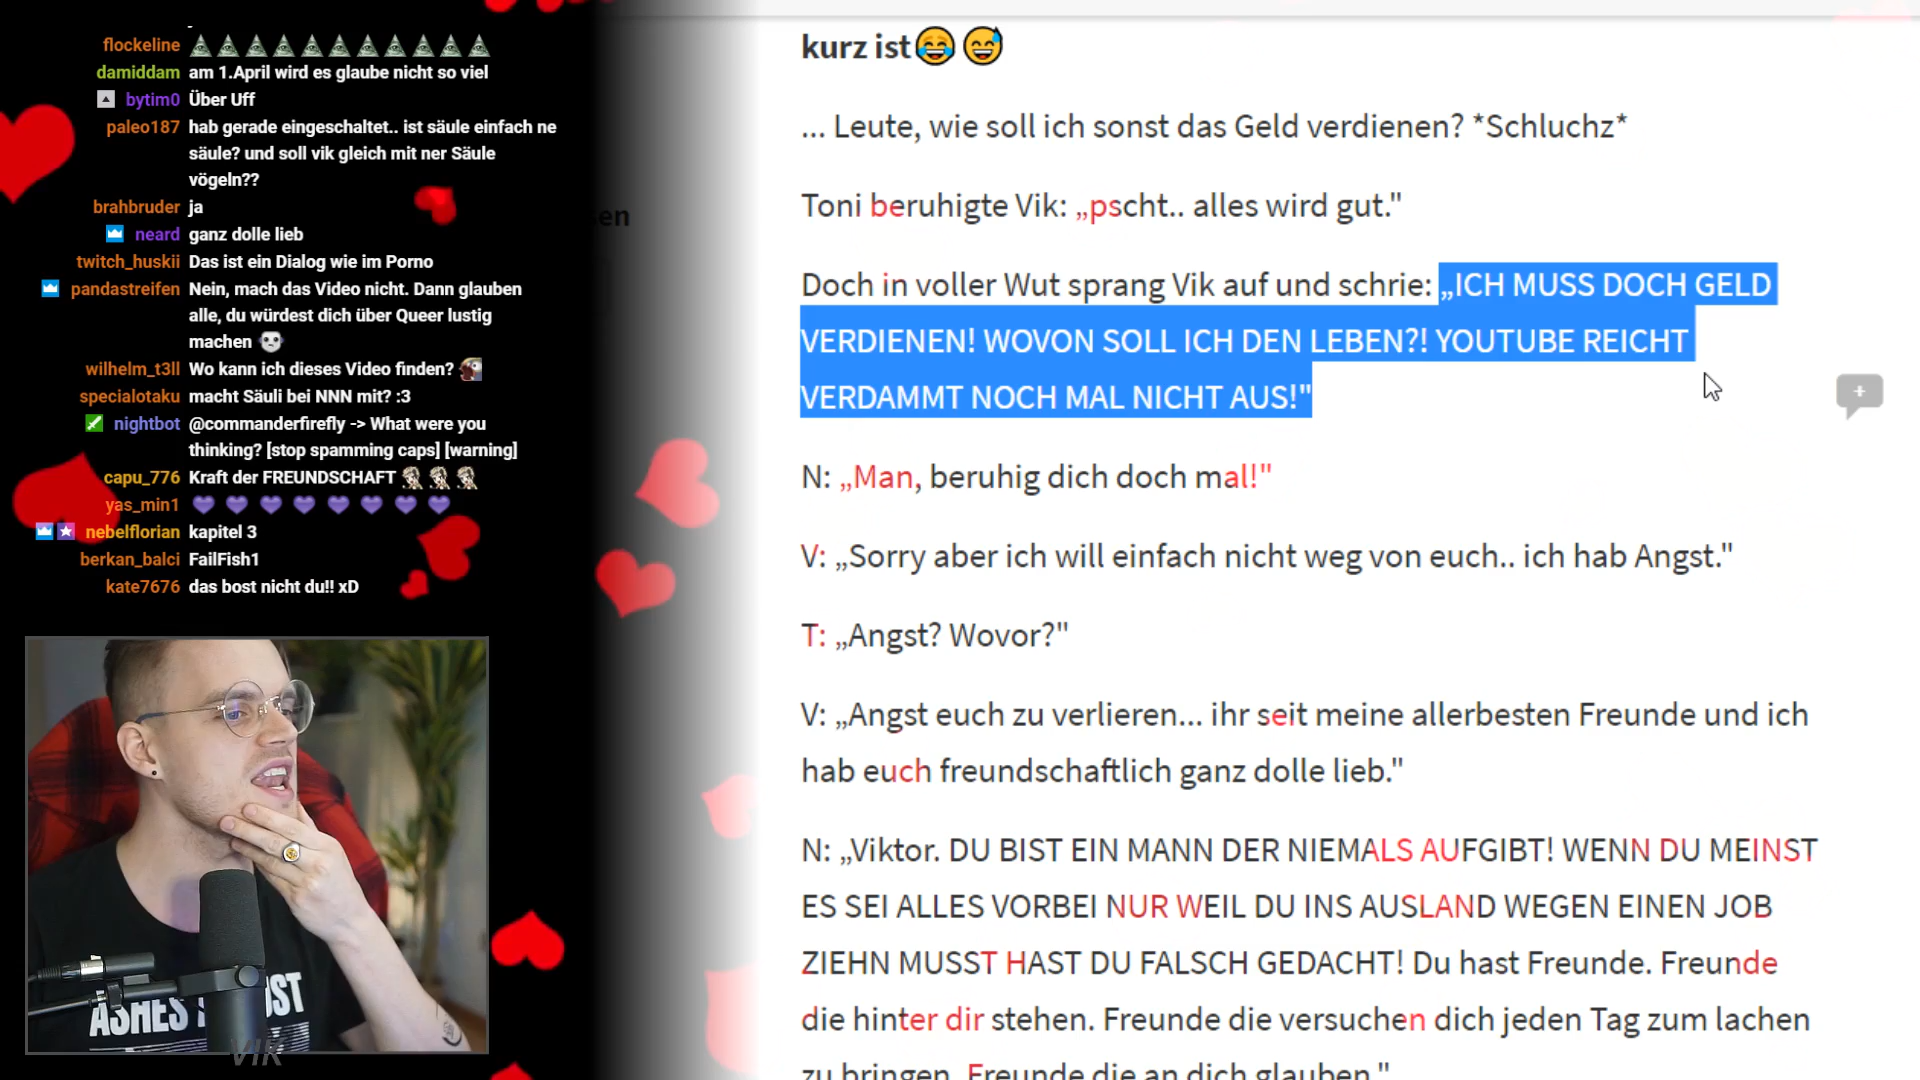 flockeline
damiddam am 1.April wird es glaube nicht so viel
bytim0 Über Uff
paleo187 hab gerade eingeschaltet.. ist säule einfach ne
säule? und soll vik gleich mit ner Säule
vögeln??
brahbruder ja
neard ganz dolle lieb
twitch_huskii Das ist ein Dialog wie im Porno
pandastreifen Nein, mach das Video nicht. Dann glauben
alle, du würdest dich über Queer lustig
machen
wilhelm_t3ll Wo kann ich dieses Video finden?
specialotaku macht Säuli bei NNN mit? :3
nightbot @commanderfirefly -> What were you
thinking? [stop spamming caps] [warning]
capu_776 Kraft der FREUNDSCHAFT
yas_min1 💜 💜 💜 💜 💜 💜 💜 💜
nebelflorian kapitel 3
berkan_balci FailFish1
kate7676 das bost nicht du!! xD
ASHES ST
VIK
sen
kurz ist😂😅
... Leute, wie soll ich sonst das Geld verdienen? *Schluchz*
Toni beruhigte Vik: „pscht.. alles wird gut."
Doch in voller Wut sprang Vik auf und schrie: „ICH MUSS DOCH GELD
VERDIENEN! WOVON SOLL ICH DEN LEBEN?! YOUTUBE REICHT
VERDAMMT NOCH MAL NICHT AUS!"
N: „Man, beruhig dich doch mal!"
V: „Sorry aber ich will einfach nicht weg von euch.. ich hab Angst."
T: „Angst? Wovor?"
V: „Angst euch zu verlieren... ihr seit meine allerbesten Freunde und ich
hab euch freundschaftlich ganz dolle lieb."
N: „Viktor. DU BIST EIN MANN DER NIEMALS AUFGIBT! WENN DU MEINST
ES SEI ALLES VORBEI NUR WEIL DU INS AUSLAND WEGEN EINEN JOB
ZIEHN MUSST HAST DU FALSCH GEDACHT! Du hast Freunde. Freunde
die hinter dir stehen. Freunde die versuchen dich jeden Tag zum lachen
zu bringen. Freunde die an dich glauben."